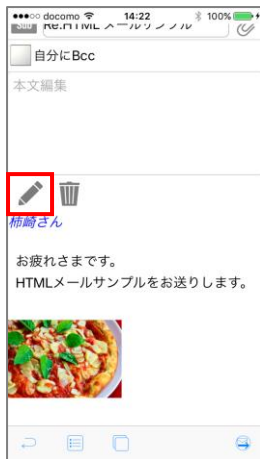 ●●●○○ docomo 14:22 100%
Sub Re:HTML メールサンプル
自分にBcc
本文編集
柿崎さん
お疲れさまです。
HTMLメールサンプルをお送りします。